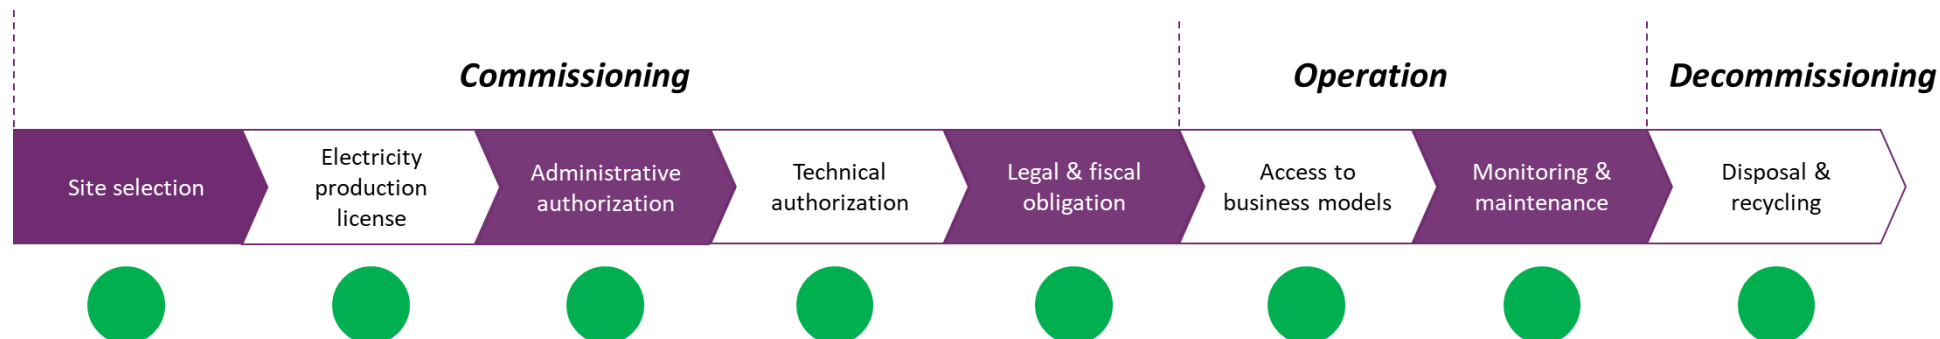 Commissioning
Operation
Decommissioning
Site selection
Electricity
production
license
Administrative
authorization
Technical
authorization
Legal & fiscal
obligation
Access to
business models
Monitoring &
maintenance
Disposal &
recycling